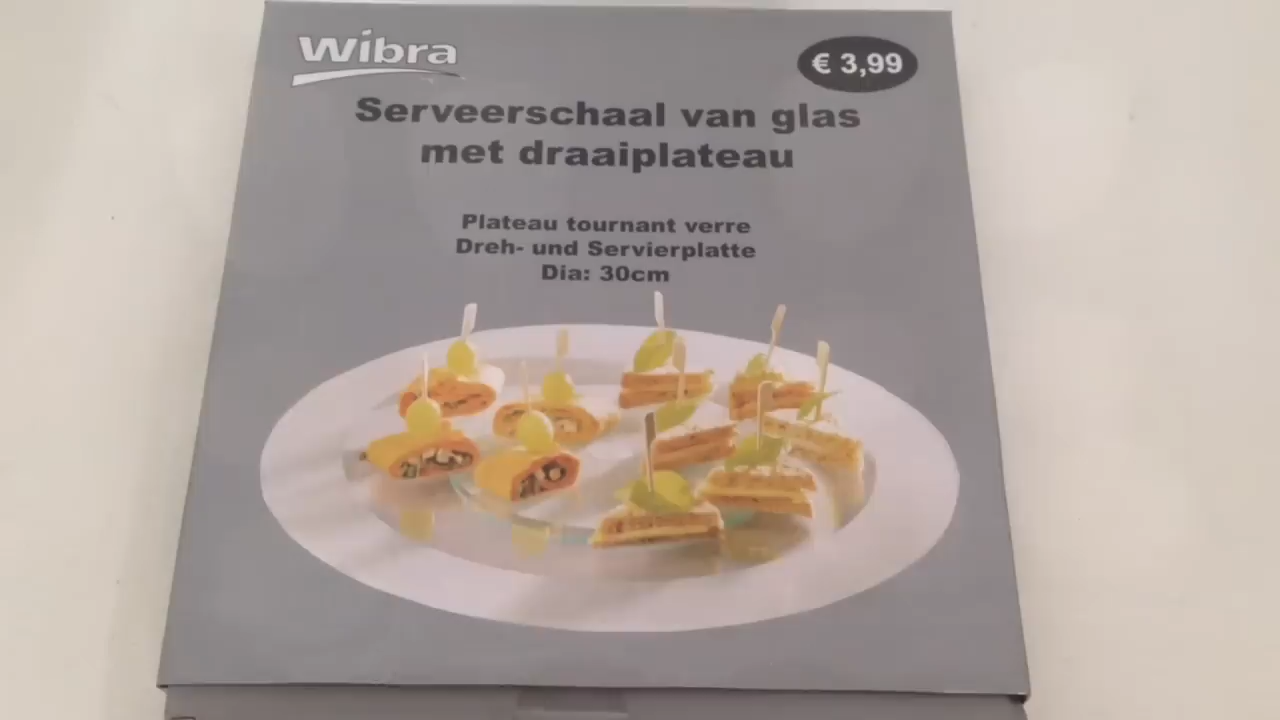 Wibra
€ 3,99
Serveerschaal van glas
met draaiplateau
Plateau tournant verre
Dreh- und Servierplatte
Dia: 30cm